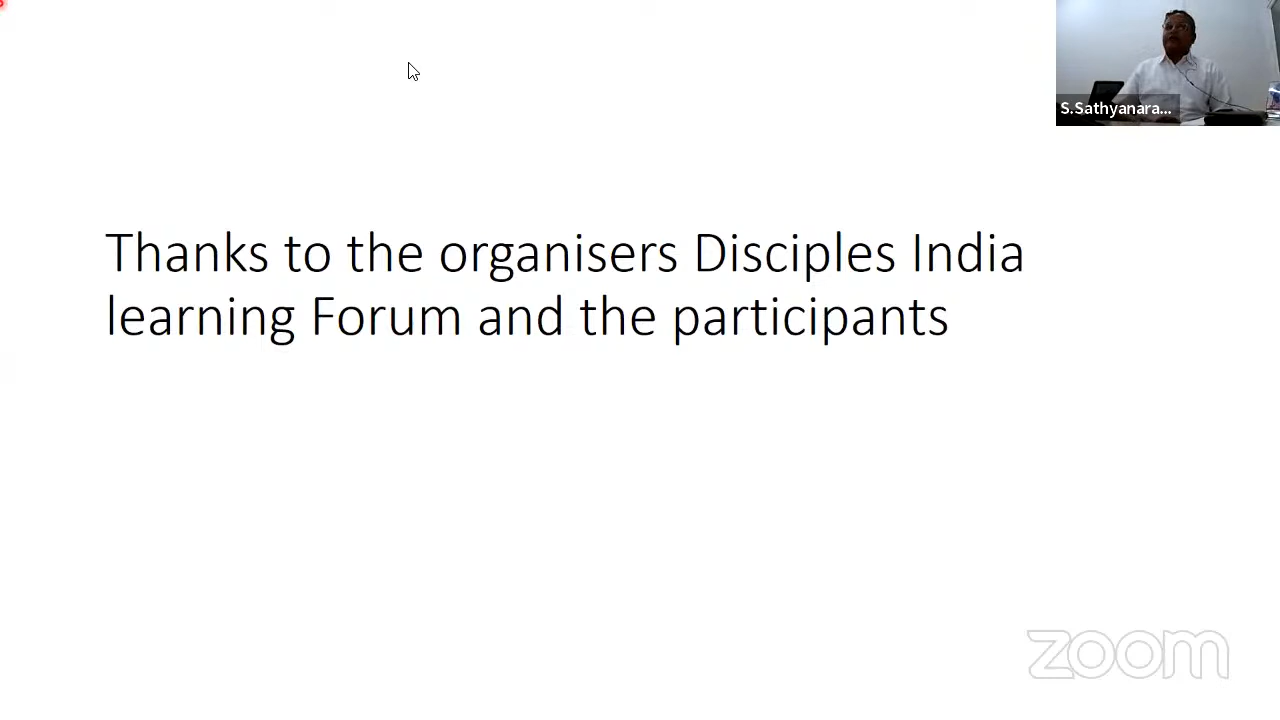 S.Sathyanara...
Thanks to the organisers Disciples India
learning Forum and the participants
zoom